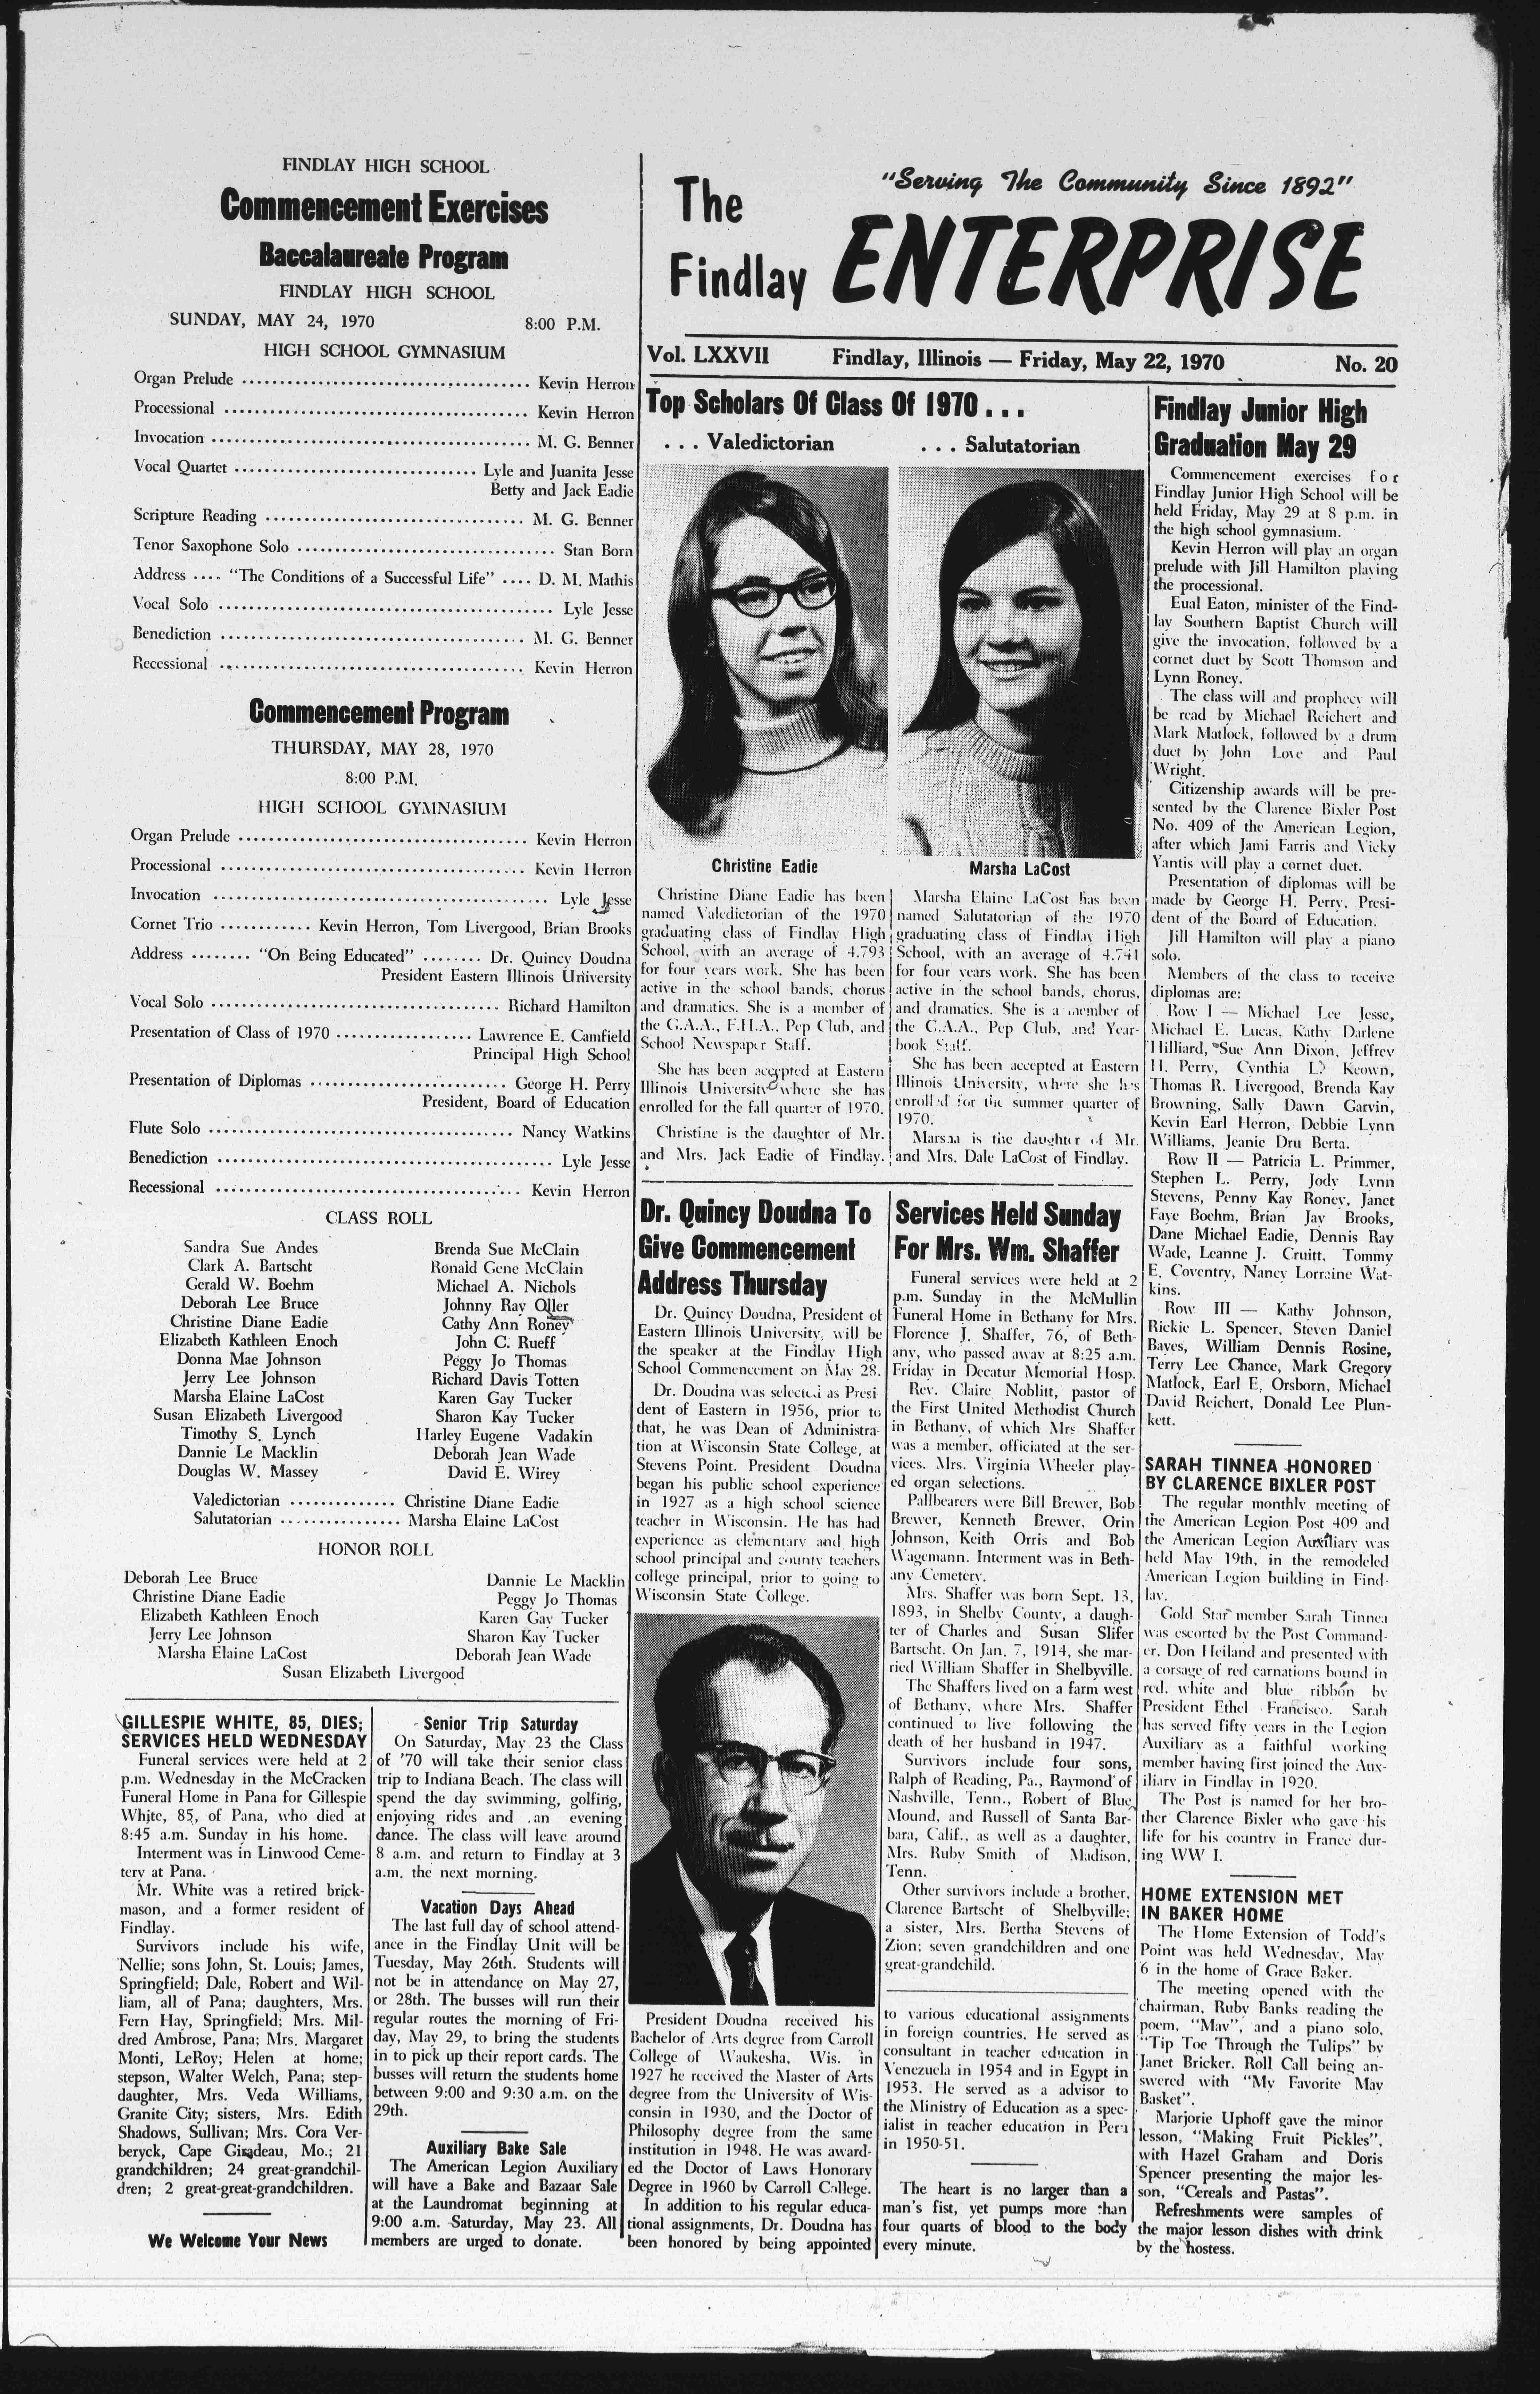 FINDLAY HIGH SCHOOL
Commencement Exercises
Baccalaureate Program
FINDLAY HIGH SCHOOL
SUNDAY, MAY 24, 1970 8:00 P.M.
HIGH SCHOOL GYMNASIUM
Organ Prelude .......... Kevin Herron
Processional .......... Kevin Herron
Invocation .......... M. G. Benner
Vocal Quartet .......... Lyle and Juanita Jesse
Betty and Jack Eadie
Scripture Reading .......... M. G. Benner
Tenor Saxophone Solo .......... Stan Born
Address .... "The Conditions of a Successful Life" .... D. M. Mathis
Vocal Solo .......... Lyle Jesse
Benediction .......... M. G. Benner
Recessional .......... Kevin Herron
Commencement Program
THURSDAY, MAY 28, 1970
8:00 P.M.
HIGH SCHOOL GYMNASIUM
Organ Prelude .......... Kevin Herron
Processional .......... Kevin Herron
Invocation .......... Lyle Jesse
Cornet Trio .......... Kevin Herron, Tom Livergood, Brian Brooks
Address ........ "On Being Educated" ........ Dr. Quincy Doudna
President Eastern Illinois University
Vocal Solo .......... Richard Hamilton
Presentation of Class of 1970 .......... Lawrence E. Camfield
Principal High School
Presentation of Diplomas .......... George H. Perry
President, Board of Education
Flute Solo .......... Nancy Watkins
Benediction .......... Lyle Jesse
Recessional .......... Kevin Herron
CLASS ROLL
Sandra Sue Andes
Clark A. Bartscht
Gerald W. Boehm
Deborah Lee Bruce
Christine Diane Eadie
Elizabeth Kathleen Enoch
Donna Mae Johnson
Jerry Lee Johnson
Marsha Elaine LaCost
Susan Elizabeth Livergood
Timothy S. Lynch
Dannie Le Macklin
Douglas W. Massey
Brenda Sue McClain
Ronald Gene McClain
Michael A. Nichols
Johnny Ray Oller
Cathy Ann Roney
John C. Rueff
Peggy Jo Thomas
Richard Davis Totten
Karen Gay Tucker
Sharon Kay Tucker
Harley Eugene Vadakin
Deborah Jean Wade
David E. Wirey
Valedictorian .............. Christine Diane Eadie
Salutatorian ................ Marsha Elaine LaCost
HONOR ROLL
Deborah Lee Bruce
Christine Diane Eadie
Elizabeth Kathleen Enoch
Jerry Lee Johnson
Marsha Elaine LaCost
Dannie Le Macklin
Peggy Jo Thomas
Karen Gay Tucker
Sharon Kay Tucker
Deborah Jean Wade
Susan Elizabeth Livergood
GILLESPIE WHITE, 85, DIES;
SERVICES HELD WEDNESDAY
Funeral services were held at 2
p.m. Wednesday in the McCracken
Funeral Home in Pana for Gillespie
White, 85, of Pana, who died at
8:45 a.m. Sunday in his home.
Interment was in Linwood Ceme-
tery at Pana.
Mr. White was a retired brick-
mason, and a former resident of
Findlay.
Survivors include his wife,
Nellie; sons John, St. Louis; James,
Springfield; Dale, Robert and Wil-
liam, all of Pana; daughters, Mrs.
Fern Hay, Springfield; Mrs. Mil-
dred Ambrose, Pana; Mrs. Margaret
Monti, LeRoy; Helen at home;
stepson, Walter Welch, Pana; step-
daughter, Mrs. Veda Williams,
Granite City; sisters, Mrs. Edith
Shadows, Sullivan; Mrs. Cora Ver-
beryck, Cape Giradeau, Mo.; 21
grandchildren; 24 great-grandchil-
dren; 2 great-great-grandchildren.
We Welcome Your News
Senior Trip Saturday
On Saturday, May 23 the Class
of '70 will take their senior class
trip to Indiana Beach. The class will
spend the day swimming, golfing,
enjoying rides and an evening
dance. The class will leave around
8 a.m. and return to Findlay at 3
a.m. the next morning.
Vacation Days Ahead
The last full day of school attend-
ance in the Findlay Unit will be
Tuesday, May 26th. Students will
not be in attendance on May 27,
or 28th. The busses will run their
regular routes the morning of Fri-
day, May 29, to bring the students
in to pick up their report cards. The
busses will return the students home
between 9:00 and 9:30 a.m. on the
29th.
Auxiliary Bake Sale
The American Legion Auxiliary
will have a Bake and Bazaar Sale
at the Laundromat beginning at
9:00 a.m. Saturday, May 23. All
members are urged to donate.
The Findlay
"Serving The Community Since 1892"
ENTERPRISE
Vol. LXXVII Findlay, Illinois — Friday, May 22, 1970 No. 20
Top Scholars Of Class Of 1970 . . .
. . . Valedictorian . . . Salutatorian
Christine Eadie
Christine Diane Eadie has been
named Valedictorian of the 1970
graduating class of Findlay High
School, with an average of 4.793
for four years work. She has been
active in the school bands, chorus
and dramatics. She is a member of
the G.A.A., F.H.A., Pep Club, and
School Newspaper Staff.
She has been accepted at Eastern
Illinois University where she has
enrolled for the fall quarter of 1970.
Christine is the daughter of Mr.
and Mrs. Jack Eadie of Findlay.
Marsha LaCost
Marsha Elaine LaCost has been
named Salutatorian of the 1970
graduating class of Findlay High
School, with an average of 4.741
for four years work. She has been
active in the school bands, chorus,
and dramatics. She is a member of
the G.A.A., Pep Club, and Year-
book Staff.
She has been accepted at Eastern
Illinois University, where she has
enrolled for the summer quarter of
1970.
Marsha is the daughter of Mr.
and Mrs. Dale LaCost of Findlay.
Dr. Quincy Doudna To
Give Commencement
Address Thursday
Dr. Quincy Doudna, President of
Eastern Illinois University, will be
the speaker at the Findlay High
School Commencement on May 28.
Dr. Doudna was selected as Presi
dent of Eastern in 1956, prior to
that, he was Dean of Administra-
tion at Wisconsin State College, at
Stevens Point. President Doudna
began his public school experience
in 1927 as a high school science
teacher in Wisconsin. He has had
experience as elementary and high
school principal and county teachers
college principal, prior to going to
Wisconsin State College.
President Doudna received his
Bachelor of Arts degree from Carroll
College of Waukesha, Wis. in
1927 he received the Master of Arts
degree from the University of Wis-
consin in 1930, and the Doctor of
Philosophy degree from the same
institution in 1948. He was award-
ed the Doctor of Laws Honorary
Degree in 1960 by Carroll College.
In addition to his regular educa-
tional assignments, Dr. Doudna has
been honored by being appointed
to various educational assignments
in foreign countries. He served as
consultant in teacher education in
Venezuela in 1954 and in Egypt in
1953. He served as a advisor to
the Ministry of Education as a spec-
ialist in teacher education in Peru
in 1950-51.
Services Held Sunday
For Mrs. Wm. Shaffer
Funeral services were held at 2
p.m. Sunday in the McMullin
Funeral Home in Bethany for Mrs.
Florence J. Shaffer, 76, of Beth-
any, who passed away at 8:25 a.m.
Friday in Decatur Memorial Hosp.
Rev. Claire Noblitt, pastor of
the First United Methodist Church
in Bethany, of which Mrs Shaffer
was a member, officiated at the ser-
vices. Mrs. Virginia Wheeler play-
ed organ selections.
Pallbearers were Bill Brewer, Bob
Brewer, Kenneth Brewer, Orin
Johnson, Keith Orris and Bob
Wagemann. Interment was in Beth-
any Cemetery.
Mrs. Shaffer was born Sept. 13,
1893, in Shelby County, a daugh-
ter of Charles and Susan Slifer
Bartscht. On Jan. 7, 1914, she mar-
ried William Shaffer in Shelbyville.
The Shaffers lived on a farm west
of Bethany, where Mrs. Shaffer
continued to live following the
death of her husband in 1947.
Survivors include four sons,
Ralph of Reading, Pa., Raymond of
Nashville, Tenn., Robert of Blue
Mound, and Russell of Santa Bar-
bara, Calif., as well as a daughter,
Mrs. Ruby Smith of Madison,
Tenn.
Other survivors include a brother,
Clarence Bartscht of Shelbyville;
a sister, Mrs. Bertha Stevens of
Zion; seven grandchildren and one
great-grandchild.
The heart is no larger than a
man's fist, yet pumps more than
four quarts of blood to the body
every minute.
Findlay Junior High
Graduation May 29
Commencement exercises for
Findlay Junior High School will be
held Friday, May 29 at 8 p.m. in
the high school gymnasium.
Kevin Herron will play an organ
prelude with Jill Hamilton playing
the processional.
Eual Eaton, minister of the Find-
lay Southern Baptist Church will
give the invocation, followed by a
cornet duet by Scott Thomson and
Lynn Roney.
The class will and prophecy will
be read by Michael Reichert and
Mark Matlock, followed by a drum
duet by John Love and Paul
Wright.
Citizenship awards will be pre-
sented by the Clarence Bixler Post
No. 409 of the American Legion,
after which Jami Farris and Vicky
Yantis will play a cornet duet.
Presentation of diplomas will be
made by George H. Perry, Presi-
dent of the Board of Education.
Jill Hamilton will play a piano
solo.
Members of the class to receive
diplomas are:
Row I — Michael Lee Jesse,
Michael E. Lucas, Kathy Darlene
Hilliard, Sue Ann Dixon, Jeffrey
H. Perry, Cynthia L. Keown,
Thomas R. Livergood, Brenda Kay
Browning, Sally Dawn Garvin,
Kevin Earl Herron, Debbie Lynn
Williams, Jeanie Dru Berta.
Row II — Patricia L. Primmer,
Stephen L. Perry, Jody Lynn
Stevens, Penny Kay Roney, Janet
Faye Boehm, Brian Jay Brooks,
Dane Michael Eadie, Dennis Ray
Wade, Leanne J. Cruitt, Tommy
E. Coventry, Nancy Lorraine Wat-
kins.
Row III — Kathy Johnson,
Rickie L. Spencer, Steven Daniel
Bayes, William Dennis Rosine,
Terry Lee Chance, Mark Gregory
Matlock, Earl E. Orsborn, Michael
David Reichert, Donald Lee Plun-
kett.
SARAH TINNEA HONORED
BY CLARENCE BIXLER POST
The regular monthly meeting of
the American Legion Post 409 and
the American Legion Auxiliary was
held May 19th, in the remodeled
American Legion building in Find-
lay.
Gold Star member Sarah Tinnea
was escorted by the Post Command-
er, Don Heiland and presented with
a corsage of red carnations bound in
red, white and blue ribbon by
President Ethel Francisco. Sarah
has served fifty years in the Legion
Auxiliary as a faithful working
member having first joined the Aux-
iliary in Findlay in 1920.
The Post is named for her bro-
ther Clarence Bixler who gave his
life for his country in France dur-
ing WW I.
HOME EXTENSION MET
IN BAKER HOME
The Home Extension of Todd's
Point was held Wednesday, May
6 in the home of Grace Baker.
The meeting opened with the
chairman, Ruby Banks reading the
poem, "May", and a piano solo,
"Tip Toe Through the Tulips" by
Janet Bricker. Roll Call being an-
swered with "My Favorite May
Basket".
Marjorie Uphoff gave the minor
lesson, "Making Fruit Pickles",
with Hazel Graham and Doris
Spencer presenting the major les-
son, "Cereals and Pastas".
Refreshments were samples of
the major lesson dishes with drink
by the hostess.